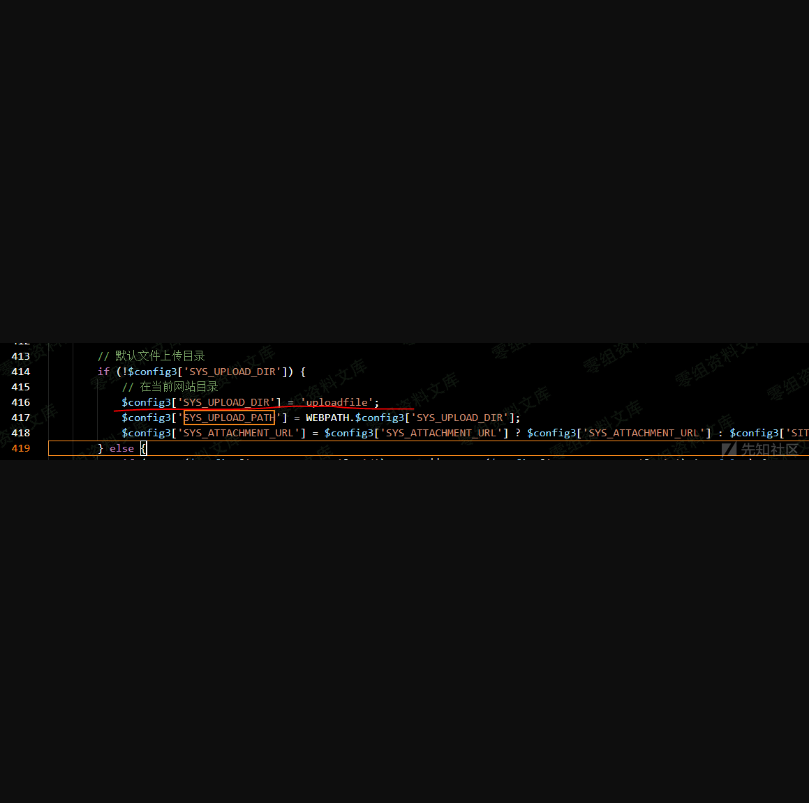 413 // 默认文件上传目录
414 if (!$config3['SYS_UPLOAD_DIR']) {
415 // 在当前网站目录
416 $config3['SYS_UPLOAD_DIR'] = 'uploadfile';
417 $config3['SYS_UPLOAD_PATH'] = WEBPATH.$config3['SYS_UPLOAD_DIR'];
418 $config3['SYS_ATTACHMENT_URL'] = $config3['SYS_ATTACHMENT_URL'] ? $config3['SYS_ATTACHMENT_URL'] : $config3['SIT
419 } else {
先知社区
零组资料文库